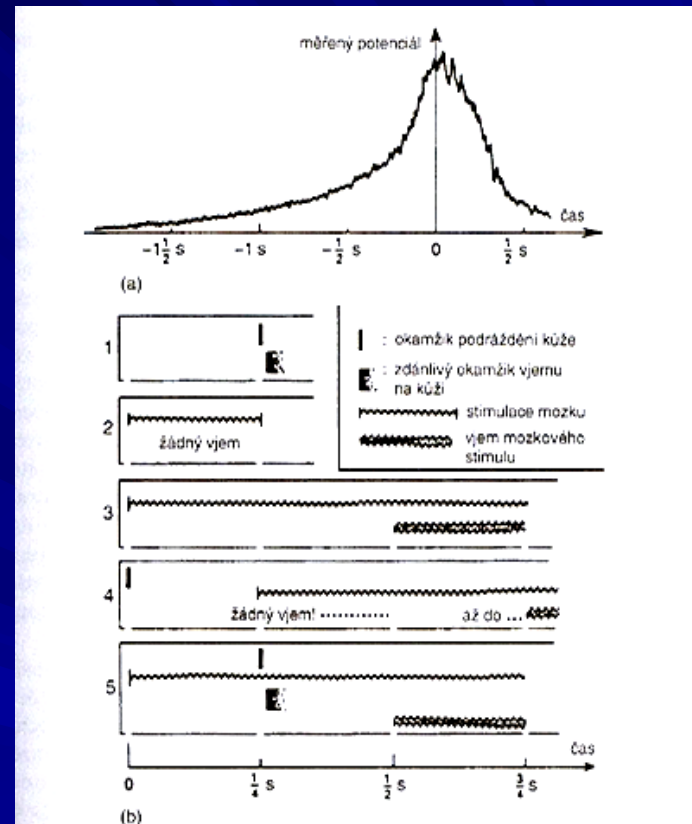 měřený potenciál
čas
−1½ s −1 s −½ s 0 ½ s
(a)
1
: okamžik podráždění kůže
: zdánlivý okamžik vjemu
na kůži
stimulace mozku
vjem mozkového
stimulu
2
žádný vjem
3
4
žádný vjem! ............ až do ...
5
čas
0 ¼ s ½ s ¾ s
(b)